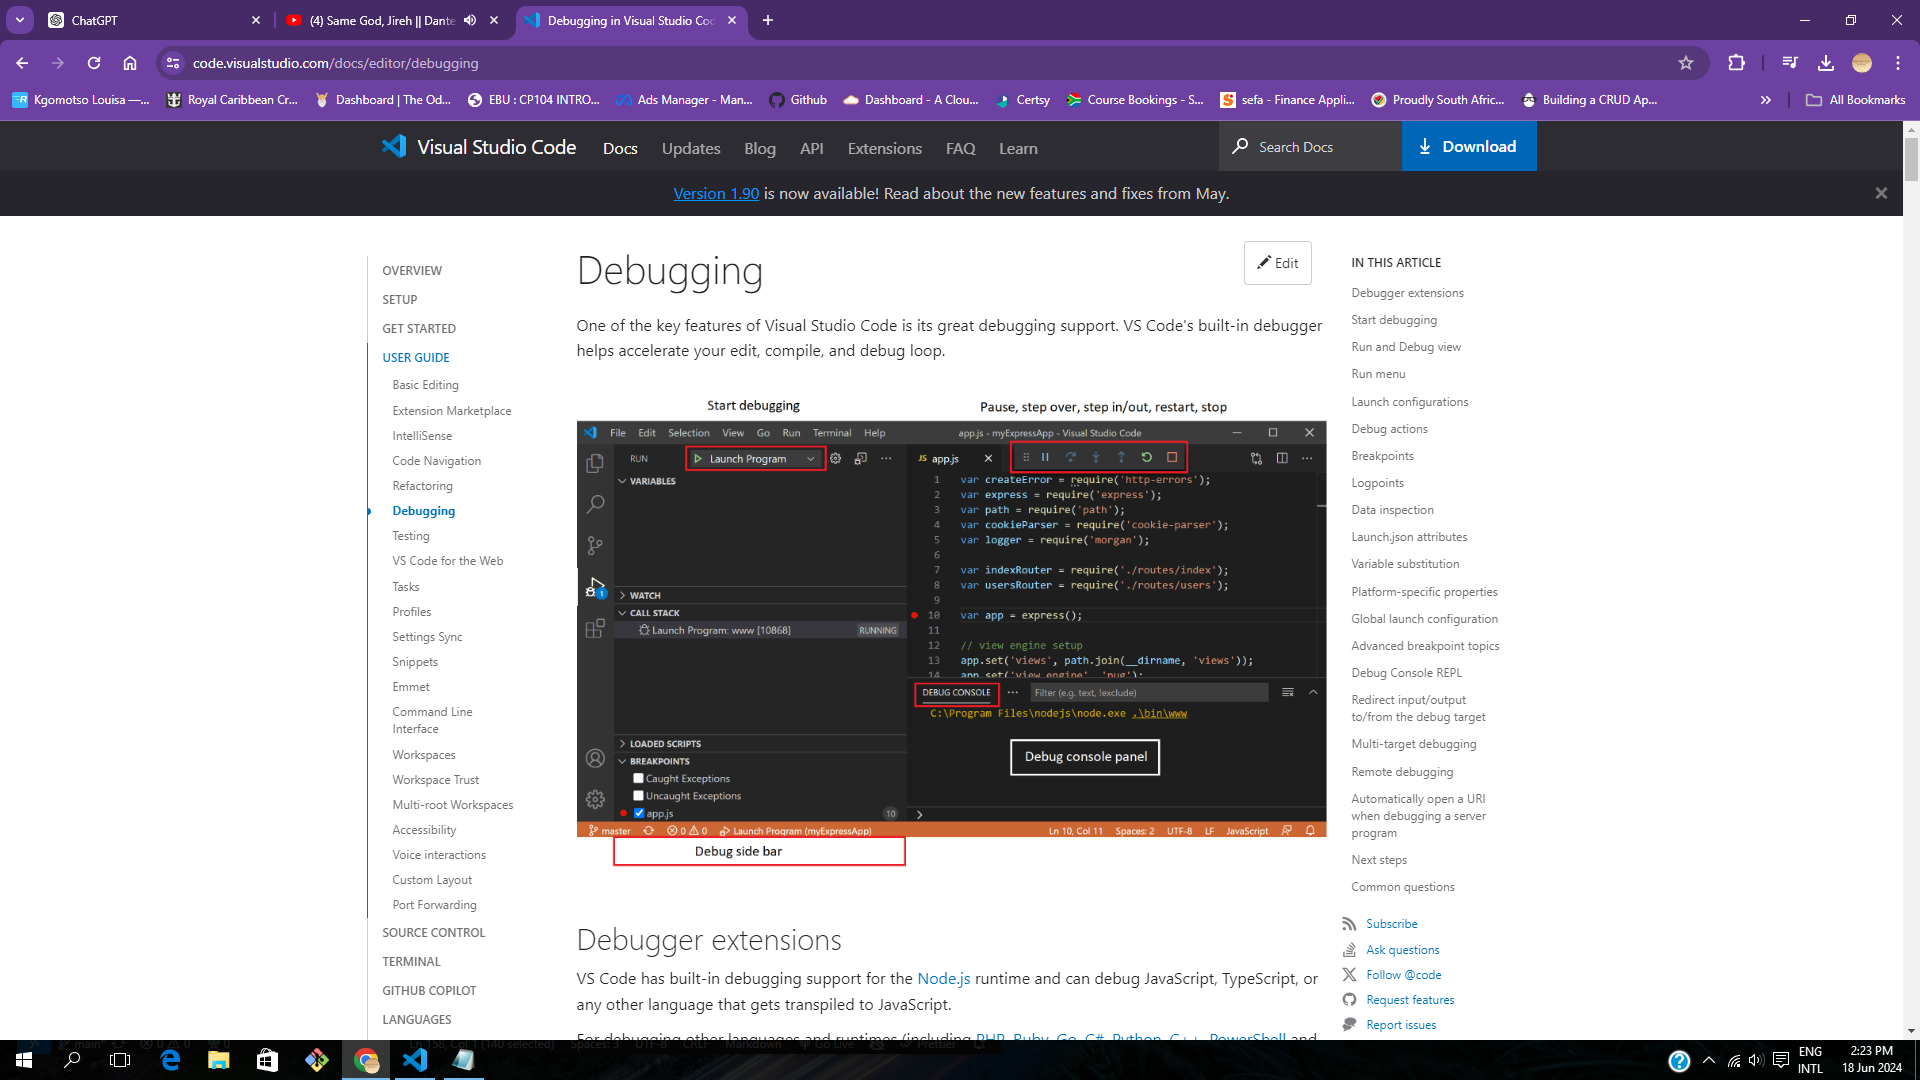 ChatGPT
(4) Same God, Jireh || Dante
Debugging in Visual Studio Co
code.visualstudio.com/docs/editor/debugging
Kgomotso Louisa —...
Royal Caribbean Cr...
Dashboard | The Od...
EBU : CP104 INTRO...
Ads Manager - Man...
Github
Dashboard - A Clou...
Certsy
Course Bookings - S...
sefa - Finance Appli...
Proudly South Afric...
Building a CRUD Ap...
All Bookmarks
Visual Studio Code
Docs
Updates
Blog
API
Extensions
FAQ
Learn
Search Docs
Download
Version 1.90 is now available! Read about the new features and fixes from May.
OVERVIEW
SETUP
GET STARTED
USER GUIDE
Basic Editing
Extension Marketplace
IntelliSense
Code Navigation
Refactoring
Debugging
Testing
VS Code for the Web
Tasks
Profiles
Settings Sync
Snippets
Emmet
Command Line
Interface
Workspaces
Workspace Trust
Multi-root Workspaces
Accessibility
Voice interactions
Custom Layout
Port Forwarding
SOURCE CONTROL
TERMINAL
GITHUB COPILOT
LANGUAGES
Debugging
Edit
One of the key features of Visual Studio Code is its great debugging support. VS Code's built-in debugger
helps accelerate your edit, compile, and debug loop.
Start debugging
Pause, step over, step in/out, restart, stop
File Edit Selection View Go Run Terminal Help
app.js - myExpressApp - Visual Studio Code
RUN
Launch Program
VARIABLES
WATCH
CALL STACK
Launch Program: www [10868]
RUNNING
LOADED SCRIPTS
BREAKPOINTS
Caught Exceptions
Uncaught Exceptions
app.js
10
1
JS app.js
1 var createError = require('http-errors');
2 var express = require('express');
3 var path = require('path');
4 var cookieParser = require('cookie-parser');
5 var logger = require('morgan');
6
7 var indexRouter = require('./routes/index');
8 var usersRouter = require('./routes/users');
9
10 var app = express();
11
12 // view engine setup
13 app.set('views', path.join(__dirname, 'views'));
14 app.set('view engine', 'pug');
DEBUG CONSOLE
Filter (e.g. text, !exclude)
C:\Program Files\nodejs\node.exe .\bin\www
Debug console panel
master
0 0
Launch Program (myExpressApp)
Ln 10, Col 11
Spaces: 2
UTF-8
LF
JavaScript
Debug side bar
Debugger extensions
VS Code has built-in debugging support for the Node.js runtime and can debug JavaScript, TypeScript, or
any other language that gets transpiled to JavaScript.
For debugging other languages and runtimes (including PHP, Ruby, Go, C#, Python, C++, PowerShell and
IN THIS ARTICLE
Debugger extensions
Start debugging
Run and Debug view
Run menu
Launch configurations
Debug actions
Breakpoints
Logpoints
Data inspection
Launch.json attributes
Variable substitution
Platform-specific properties
Global launch configuration
Advanced breakpoint topics
Debug Console REPL
Redirect input/output
to/from the debug target
Multi-target debugging
Remote debugging
Automatically open a URI
when debugging a server
program
Next steps
Common questions
Subscribe
Ask questions
Follow @code
Request features
Report issues
ENG
INTL
2:23 PM
18 Jun 2024